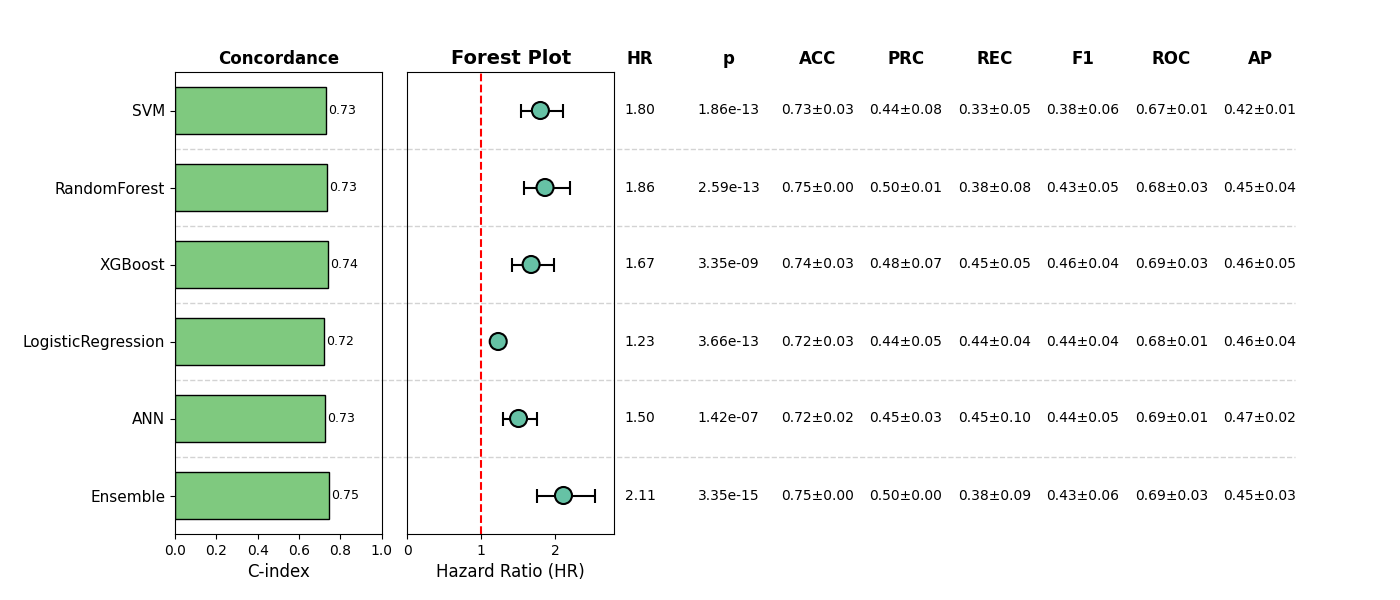 Concordance Forest Plot HR p ACC PRC REC F1 ROC AP
SVM 0.73 1.80 1.86e-13 0.73±0.03 0.44±0.08 0.33±0.05 0.38±0.06 0.67±0.01 0.42±0.01
RandomForest 0.73 1.86 2.59e-13 0.75±0.00 0.50±0.01 0.38±0.08 0.43±0.05 0.68±0.03 0.45±0.04
XGBoost 0.74 1.67 3.35e-09 0.74±0.03 0.48±0.07 0.45±0.05 0.46±0.04 0.69±0.03 0.46±0.05
LogisticRegression 0.72 1.23 3.66e-13 0.72±0.03 0.44±0.05 0.44±0.04 0.44±0.04 0.68±0.01 0.46±0.04
ANN 0.73 1.50 1.42e-07 0.72±0.02 0.45±0.03 0.45±0.10 0.44±0.05 0.69±0.01 0.47±0.02
Ensemble 0.75 2.11 3.35e-15 0.75±0.00 0.50±0.00 0.38±0.09 0.43±0.06 0.69±0.03 0.45±0.03
0.0 0.2 0.4 0.6 0.8 1.0 0 1 2
C-index Hazard Ratio (HR)